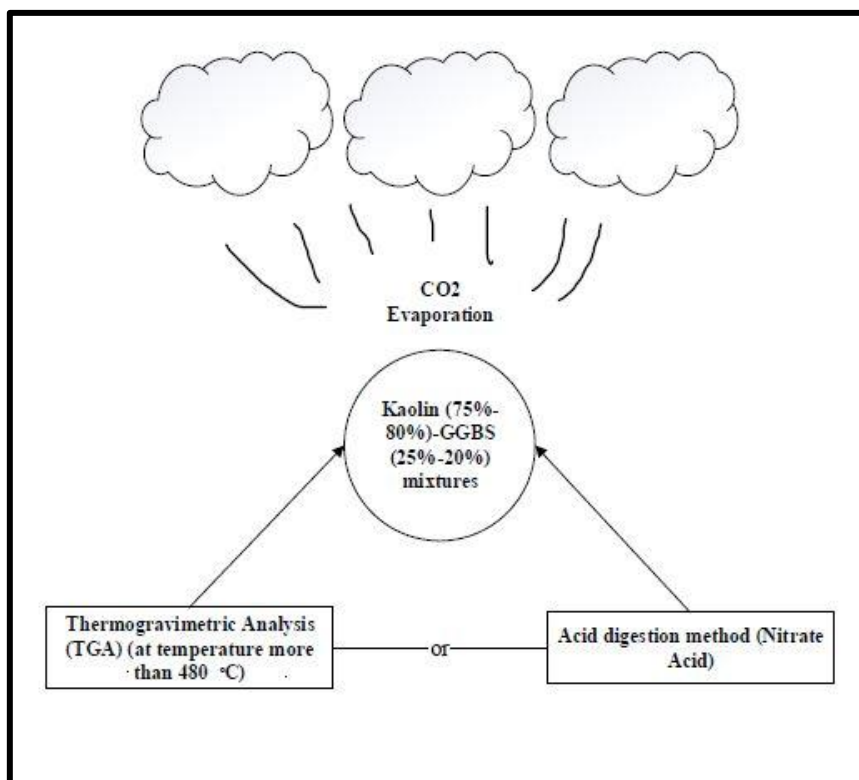 CO2
Evaporation
Kaolin (75%-
80%)-GGBS
(25%-20%)
mixtures
Thermogravimetric Analysis
(TGA) (at temperature more
than 480 °C)
or
Acid digestion method (Nitrate
Acid)